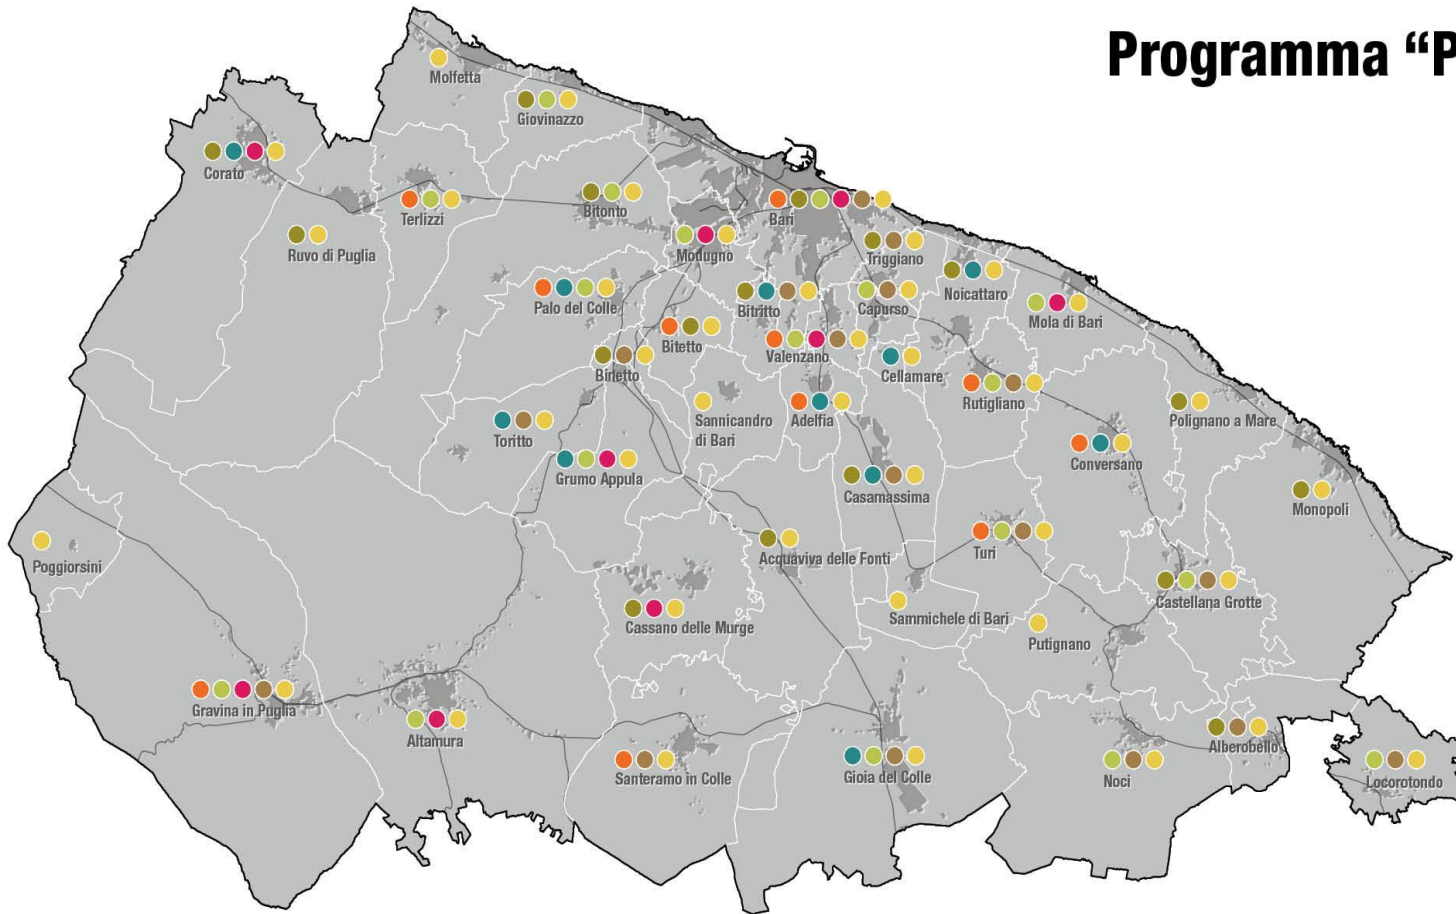 Programma “P
Molfetta
Giovinazzo
Corato
Terlizzi
Bitonto
Bari
Ruvo di Puglia
Modugno
Triggiano
Noicattaro
Palo del Colle
Bitritto
Capurso
Mola di Bari
Bitetto
Valenzano
Binetto
Cellamare
Rutigliano
Sannicandro
di Bari
Adelfia
Polignano a Mare
Toritto
Conversano
Grumo Appula
Casamassima
Monopoli
Poggiorsini
Acquaviva delle Fonti
Turi
Castellana Grotte
Cassano delle Murge
Sammichele di Bari
Putignano
Gravina in Puglia
Altamura
Alberobello
Santeramo in Colle
Gioia del Colle
Noci
Locorotondo